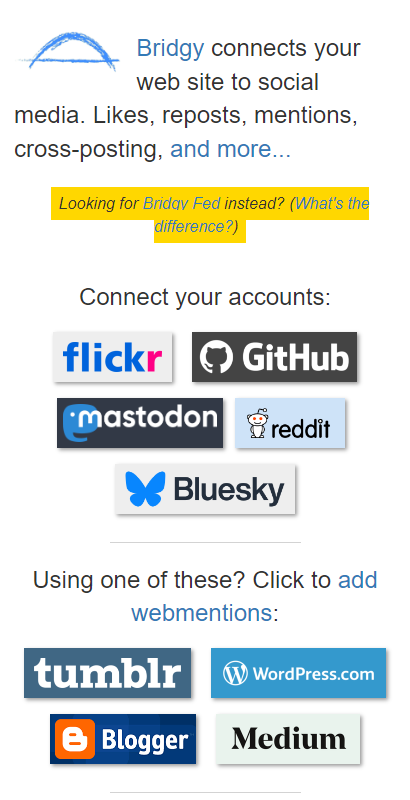 Bridgy connects your
web site to social
media. Likes, reposts, mentions,
cross-posting, and more...
Looking for Bridgy Fed instead? (What's the
difference?)
Connect your accounts:
flickr GitHub
mastodon reddit
Bluesky
Using one of these? Click to add
webmentions:
tumblr WordPress.com
Blogger Medium